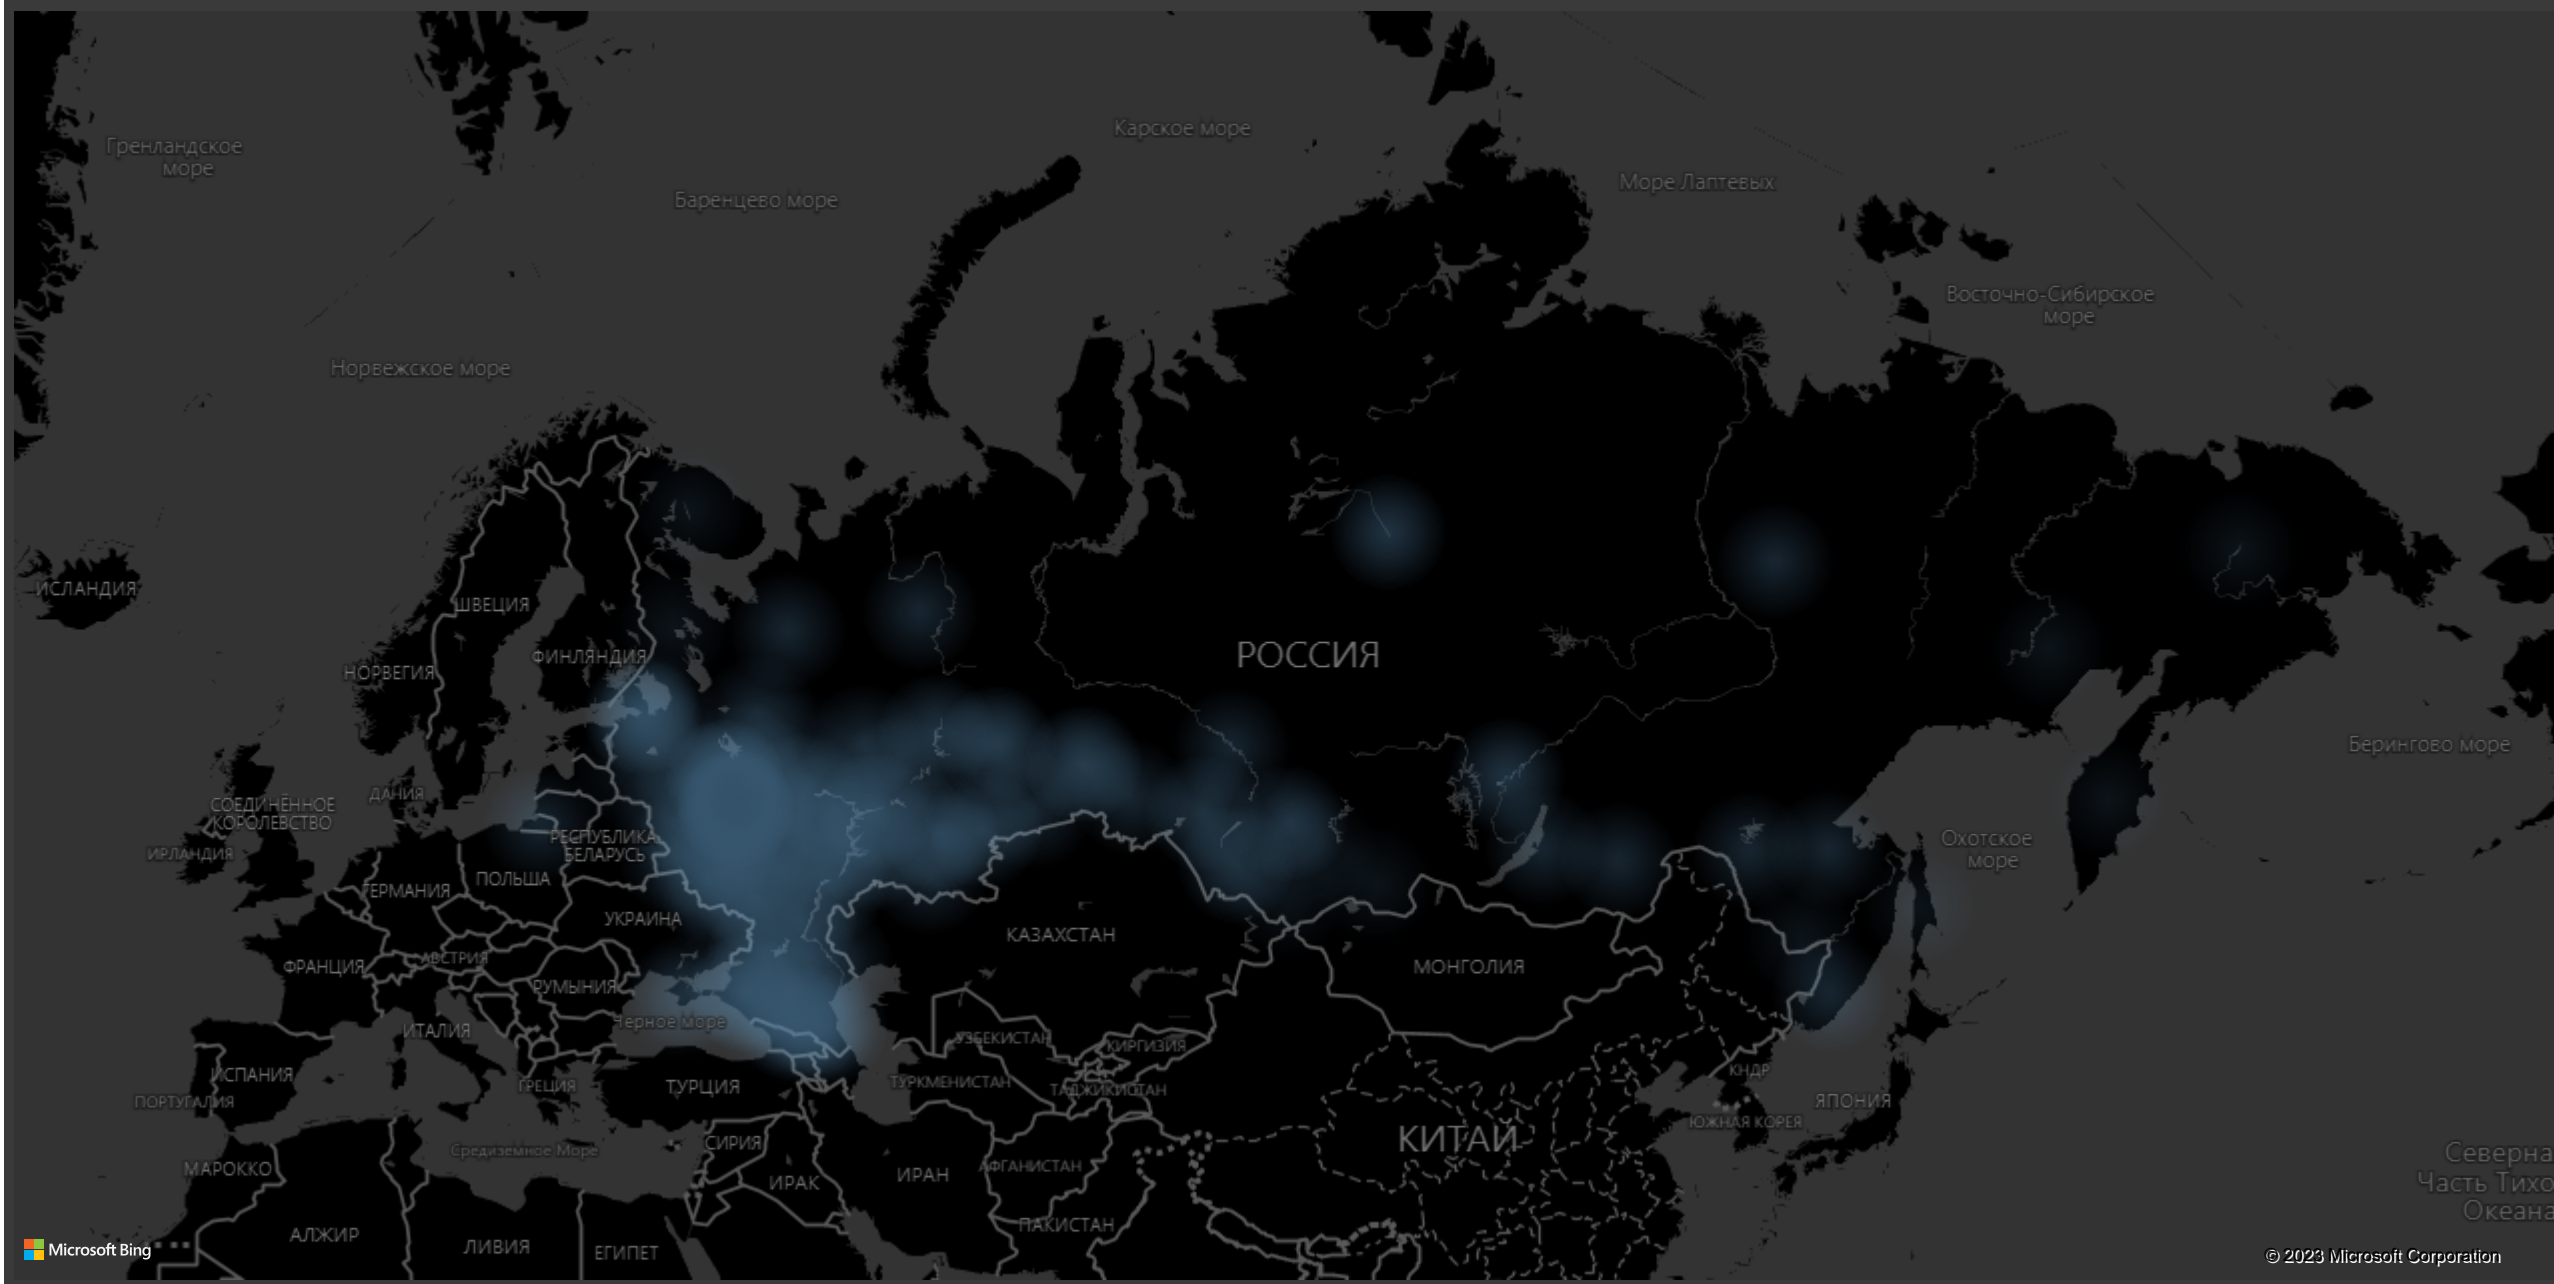 Карское море
Гренландское
море
Море Лаптевых
Баренцево море
Восточно-Сибирское
море
Норвежское море
ИСЛАНДИЯ
ШВЕЦИЯ
ФИНЛЯНДИЯ
РОССИЯ
НОРВЕГИЯ
Берингово море
ДАНИЯ
СОЕДИНЁННОЕ
КОРОЛЕВСТВО
РЕСПУБЛИКА
БЕЛАРУСЬ
Охотское
море
ИРЛАНДИЯ
ПОЛЬША
ГЕРМАНИЯ
УКРАИНА
КАЗАХСТАН
АВСТРИЯ
ФРАНЦИЯ
МОНГОЛИЯ
РУМЫНИЯ
Черное море
ИТАЛИЯ
УЗБЕКИСТАН
КИРГИЗИЯ
КНДР
ИСПАНИЯ
ГРЕЦИЯ
ТУРЦИЯ
ТУРКМЕНИСТАН
ТАДЖИКИСТАН
ПОРТУГАЛИЯ
ЯПОНИЯ
ЮЖНАЯ КОРЕЯ
КИТАЙ
СИРИЯ
Средиземное Море
Северна
Часть Тихо
Океана
МАРОККО
АФГАНИСТАН
ИРАН
ИРАК
ПАКИСТАН
АЛЖИР
ЛИВИЯ
ЕГИПЕТ
Microsoft Bing
© 2023 Microsoft Corporation